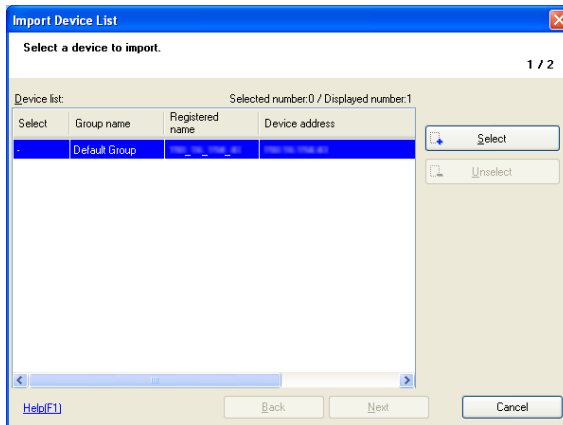 Import Device List
Select a device to import.
1 / 2
Device list:
Selected number:0 / Displayed number:1
Select Group name Registered name Device address
- Default Group
Select
Unselect
Help(F1)
Back
Next
Cancel